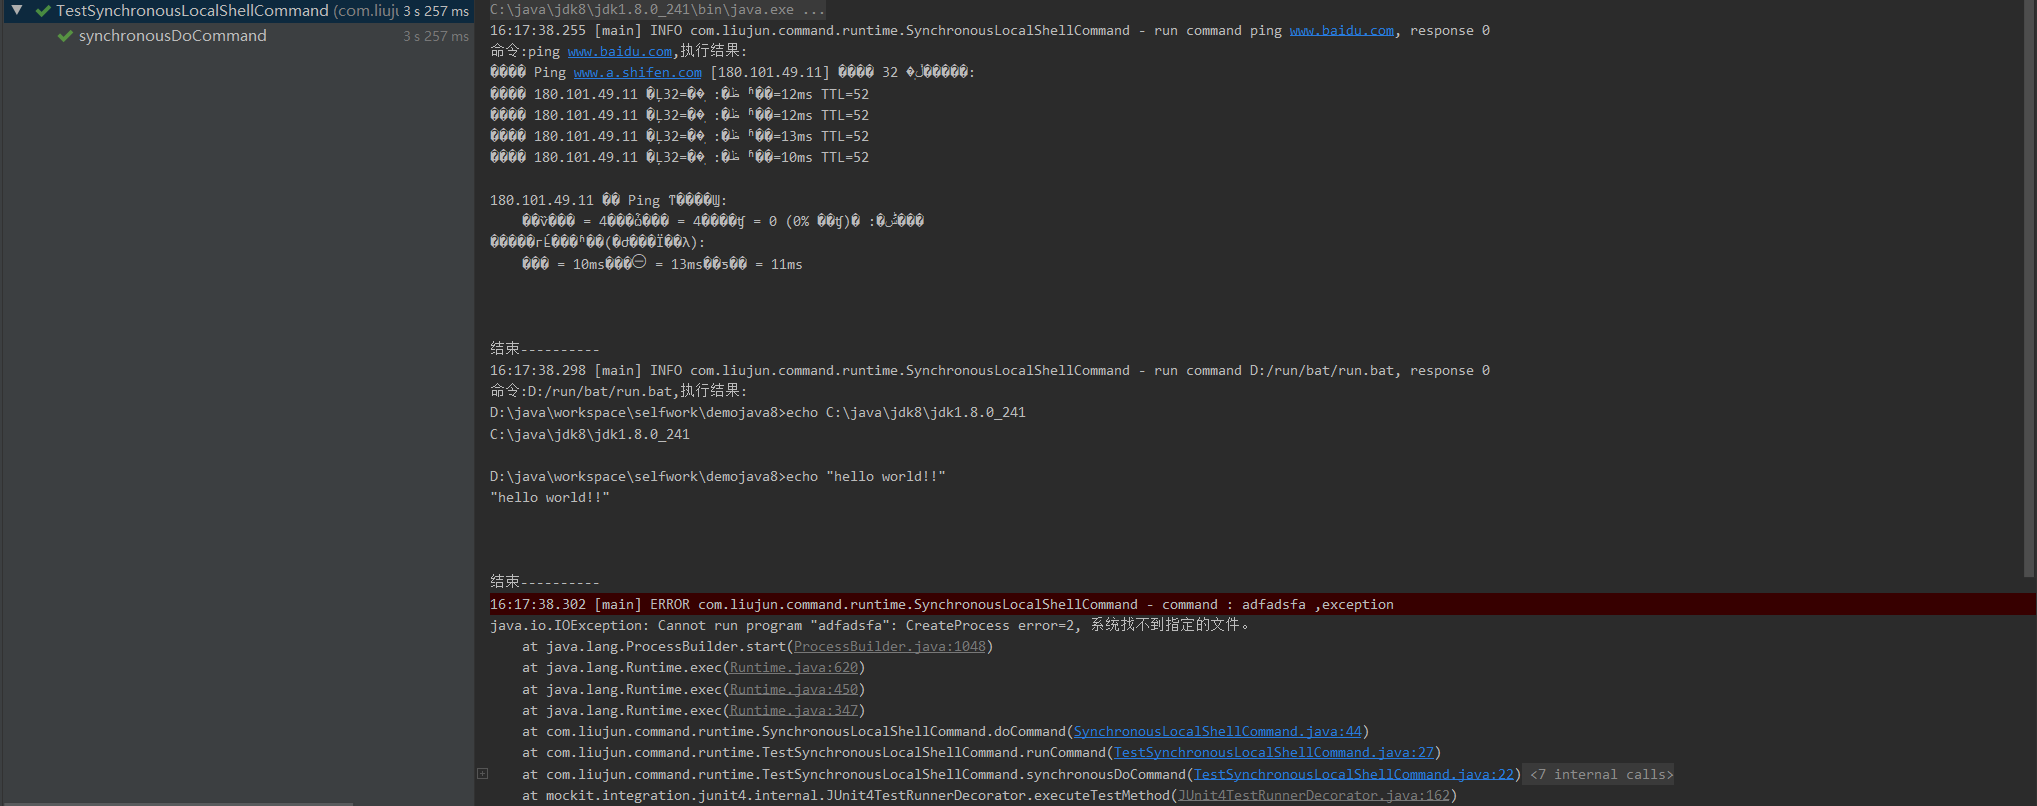 TestSynchronousLocalShellCommand (com.liuju 3 s 257 ms
synchronousDoCommand 3 s 257 ms
C:\java\jdk8\jdk1.8.0_241\bin\java.exe ...
16:17:38.255 [main] INFO com.liujun.command.runtime.SynchronousLocalShellCommand - run command ping www.baidu.com, response 0
命令:ping www.baidu.com,执行结果:
���� Ping www.a.shifen.com [180.101.49.11] ���� 32
���� 180.101.49.11 =12ms TTL=52
���� 180.101.49.11 =12ms TTL=52
���� 180.101.49.11 =13ms TTL=52
���� 180.101.49.11 =10ms TTL=52
180.101.49.11 �� Ping
= 4 = 4 = 0 (0%
��� = 10ms = 13ms = 11ms
结束----------
16:17:38.298 [main] INFO com.liujun.command.runtime.SynchronousLocalShellCommand - run command D:/run/bat/run.bat, response 0
命令:D:/run/bat/run.bat,执行结果:
D:\java\workspace\selfwork\demojava8>echo C:\java\jdk8\jdk1.8.0_241
C:\java\jdk8\jdk1.8.0_241
D:\java\workspace\selfwork\demojava8>echo "hello world!!"
"hello world!!"
结束----------
16:17:38.302 [main] ERROR com.liujun.command.runtime.SynchronousLocalShellCommand - command : adfadsfa ,exception
java.io.IOException: Cannot run program "adfadsfa": CreateProcess error=2, 系统找不到指定的文件。
at java.lang.ProcessBuilder.start(ProcessBuilder.java:1048)
at java.lang.Runtime.exec(Runtime.java:620)
at java.lang.Runtime.exec(Runtime.java:450)
at java.lang.Runtime.exec(Runtime.java:347)
at com.liujun.command.runtime.SynchronousLocalShellCommand.doCommand(SynchronousLocalShellCommand.java:44)
at com.liujun.command.runtime.TestSynchronousLocalShellCommand.runCommand(TestSynchronousLocalShellCommand.java:27)
at com.liujun.command.runtime.TestSynchronousLocalShellCommand.synchronousDoCommand(TestSynchronousLocalShellCommand.java:22) <7 internal calls>
at mockit.integration.junit4.internal.JUnit4TestRunnerDecorator.executeTestMethod(JUnit4TestRunnerDecorator.java:162)